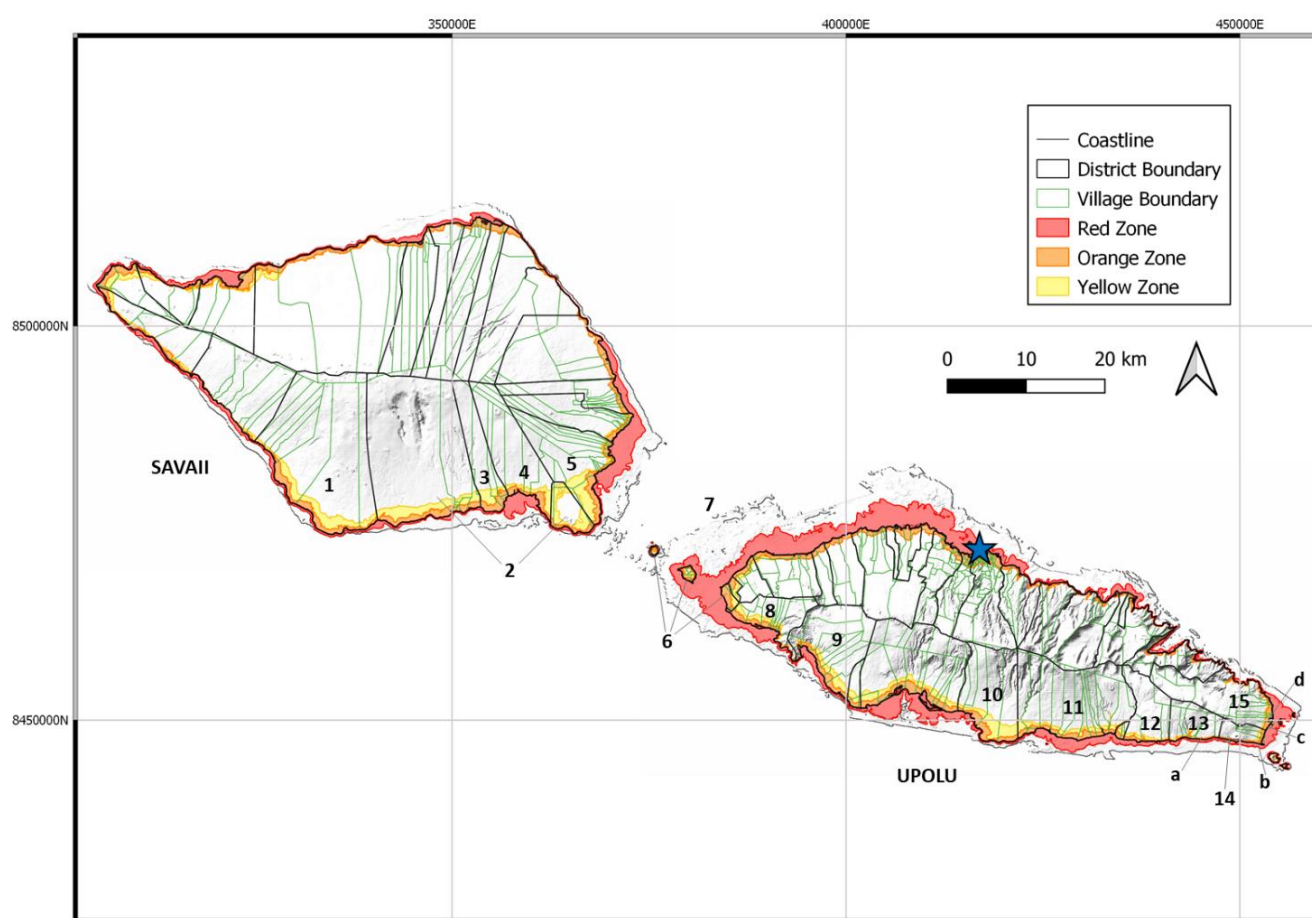 350000E
400000E
450000E
Coastline
District Boundary
Village Boundary
Red Zone
Orange Zone
Yellow Zone
8500000N
0
10
20 km
SAVAII
1
3
4
5
2
7
6
8
9
10
11
12
13
15
d
c
8450000N
a
14
b
UPOLU